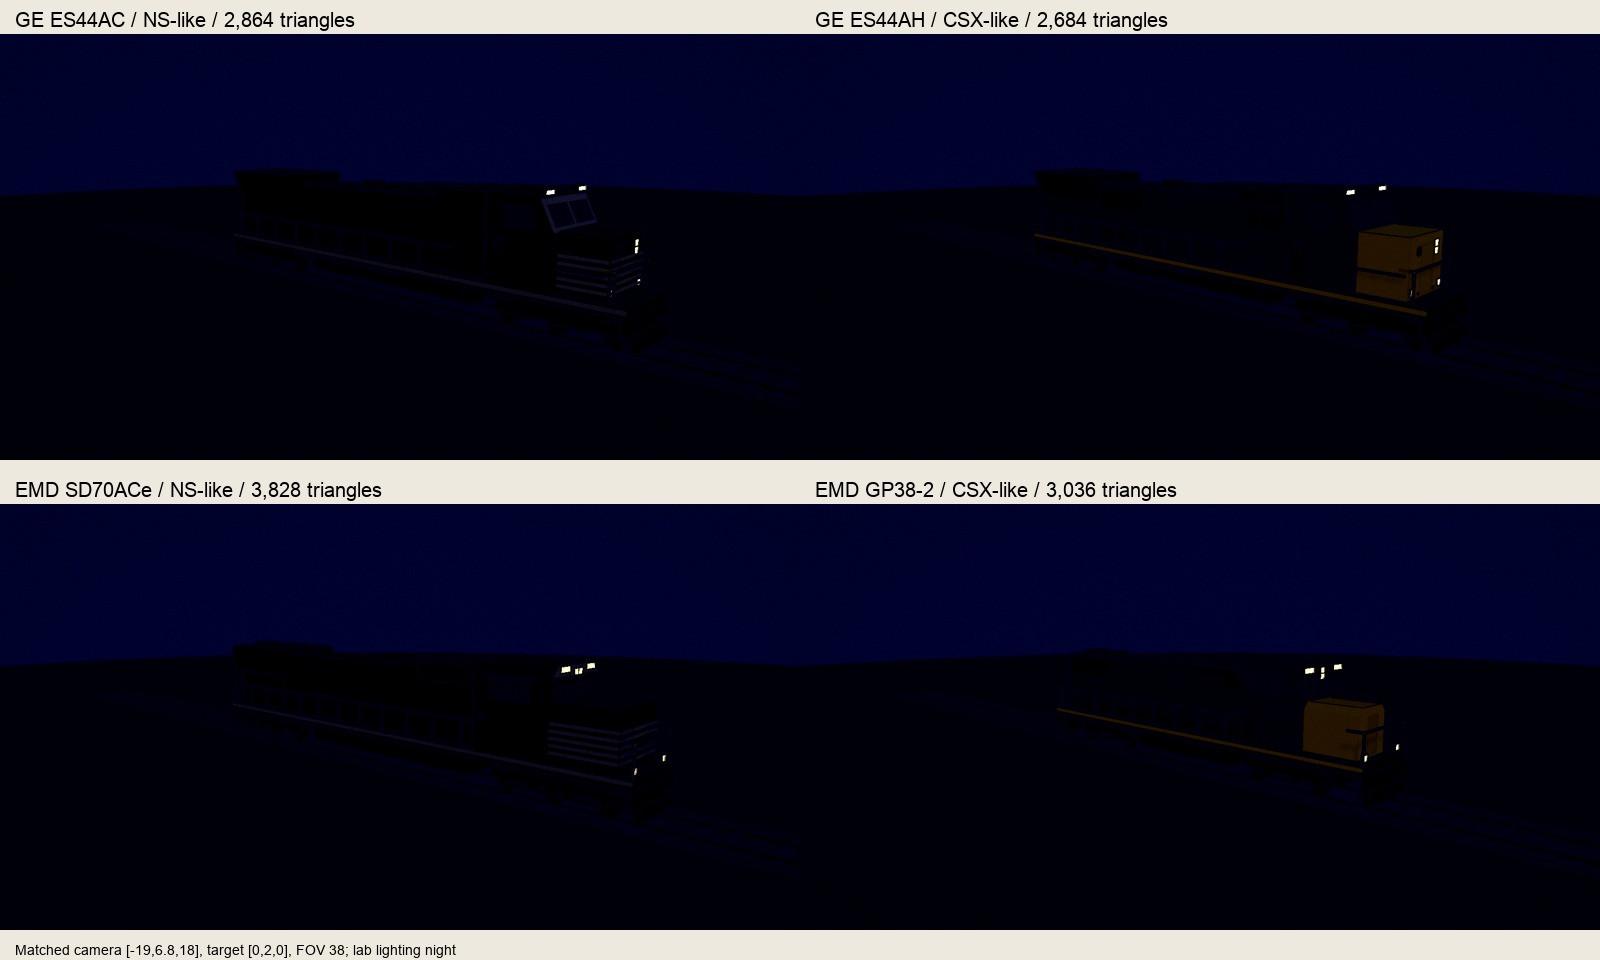 GE ES44AC / NS-like / 2,864 triangles
GE ES44AH / CSX-like / 2,684 triangles
EMD SD70ACe / NS-like / 3,828 triangles
EMD GP38-2 / CSX-like / 3,036 triangles
Matched camera [-19,6.8,18], target [0,2,0], FOV 38; lab lighting night